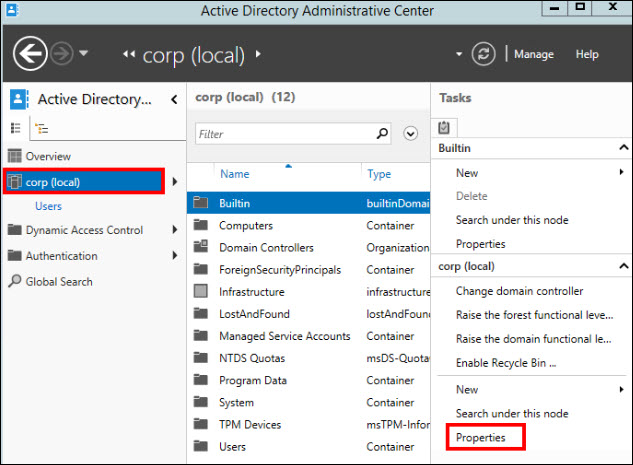 Active Directory Administrative Center
corp (local)
Manage
Help
Active Directory...
Overview
corp (local)
Users
Dynamic Access Control
Authentication
Global Search
corp (local) (12)
Filter
Name Type
Builtin builtinDomai
Computers Container
Domain Controllers Organization
ForeignSecurityPrincipals Container
Infrastructure infrastructure
LostAndFound lostAndFound
Managed Service Accounts Container
NTDS Quotas msDS-Quota
Program Data Container
System Container
TPM Devices msTPM-Infor
Users Container
Tasks
Builtin
New
Delete
Search under this node
Properties
corp (local)
Change domain controller
Raise the forest functional leve...
Raise the domain functional le...
Enable Recycle Bin ...
New
Search under this node
Properties